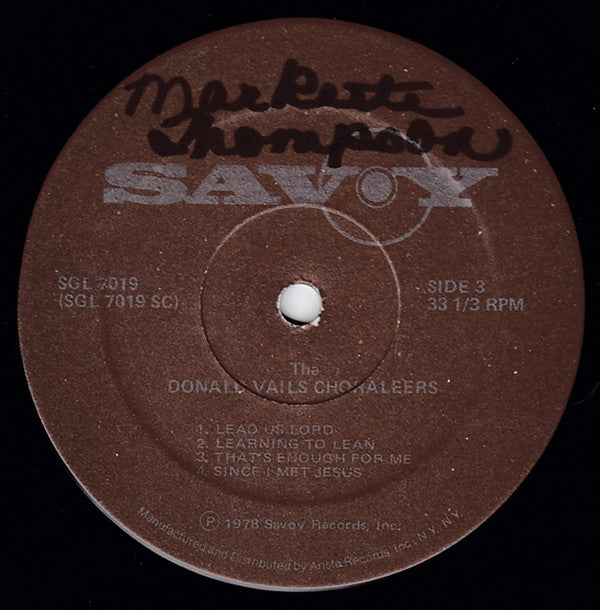 Markette
Thompson
SAVOY
SGL 7019
(SGL 7019 SC)
SIDE 3
33 1/3 RPM
The
DONALD VAILS CHORALEERS
1. LEAD US LORD
2. LEARNING TO LEAN
3. THAT'S ENOUGH FOR ME
4. SINCE I MET JESUS
Ⓟ 1978 Savoy Records, Inc.
Manufactured and Distributed by Arista Records, Inc., N.Y., N.Y.